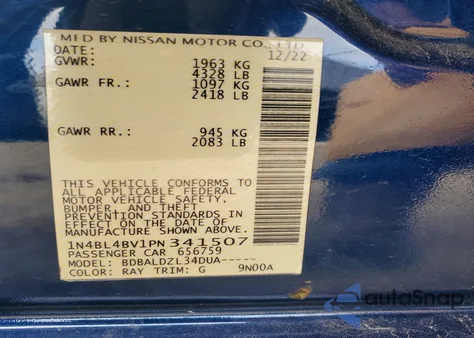 MFD BY NISSAN MOTOR CO., LTD.
DATE: 12/22
GVWR: 1963 KG
4328 LB
GAWR FR.: 1097 KG
2418 LB
GAWR RR.: 945 KG
2083 LB
THIS VEHICLE CONFORMS TO
ALL APPLICABLE FEDERAL
MOTOR VEHICLE SAFETY,
BUMPER, AND THEFT
PREVENTION STANDARDS IN
EFFECT ON THE DATE OF
MANUFACTURE SHOWN ABOVE.
1N4BL4BV1PN341507
PASSENGER CAR 656759
MODEL: BDBALDZL34DUA-----
COLOR: RAY TRIM: G 9N00A
autoSnap